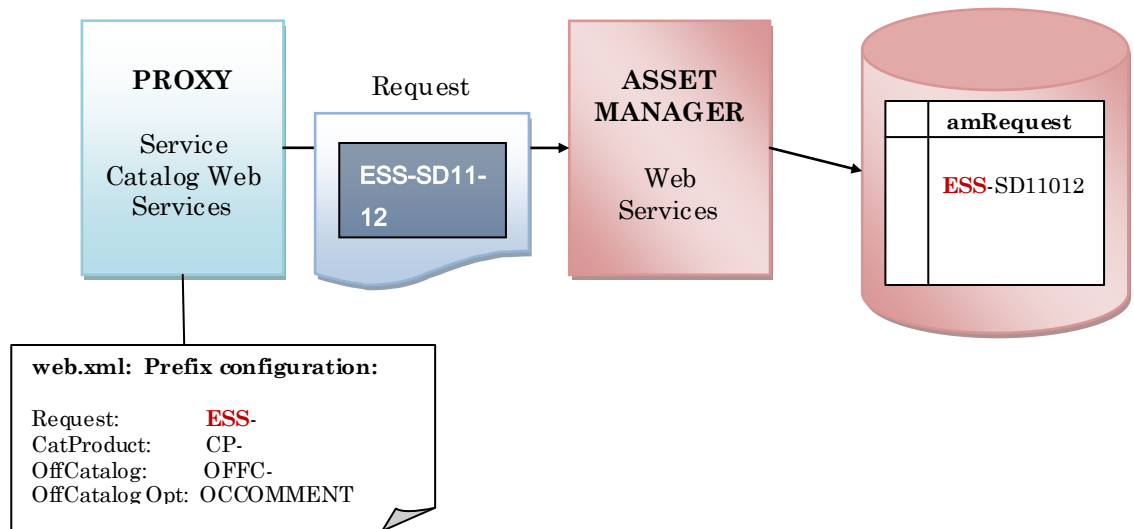 PROXY
Service
Catalog Web
Services
Request
ESS-SD11-
12
ASSET
MANAGER
Web
Services
amRequest
ESS-SD11012
web.xml: Prefix configuration:
Request: ESS-
CatProduct: CP-
OffCatalog: OFFC-
OffCatalog Opt: OCCOMMENT